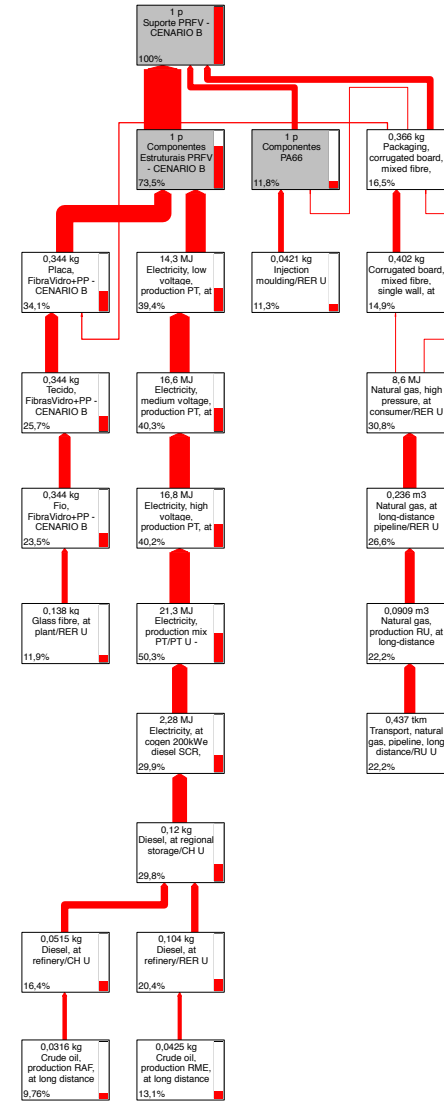 1 p
Suporte PRFV -
CENARIO B
100%
1 p
Componentes
Estruturais PRFV
- CENARIO B
73,5%
1 p
Componentes
PA66
11,8%
0,366 kg
Packaging,
corrugated board,
mixed fibre,
16,5%
0,344 kg
Placa,
FibraVidro+PP -
CENARIO B
34,1%
14,3 MJ
Electricity, low
voltage,
production PT, at
39,4%
0,0421 kg
Injection
moulding/RER U
11,3%
0,402 kg
Corrugated board,
mixed fibre,
single wall, at
14,9%
0,344 kg
Tecido,
FibrasVidro+PP -
CENARIO B
25,7%
16,6 MJ
Electricity,
medium voltage,
production PT, at
40,3%
8,6 MJ
Natural gas, high
pressure, at
consumer/RER U
30,8%
0,344 kg
Fio,
FibraVidro+PP -
CENARIO B
23,5%
16,8 MJ
Electricity, high
voltage,
production PT, at
40,2%
0,236 m3
Natural gas, at
long-distance
pipeline/RER U
26,6%
0,138 kg
Glass fibre, at
plant/RER U
11,9%
21,3 MJ
Electricity,
production mix
PT/PT U -
50,3%
0,0909 m3
Natural gas,
production RU, at
long-distance
22,2%
2,28 MJ
Electricity, at
cogen 200kWe
diesel SCR,
29,9%
0,437 tkm
Transport, natural
gas, pipeline, long
distance/RU U
22,2%
0,12 kg
Diesel, at regional
storage/CH U
29,8%
0,0515 kg
Diesel, at
refinery/CH U
16,4%
0,104 kg
Diesel, at
refinery/RER U
20,4%
0,0316 kg
Crude oil,
production RAF,
at long distance
9,76%
0,0425 kg
Crude oil,
production RME,
at long distance
13,1%